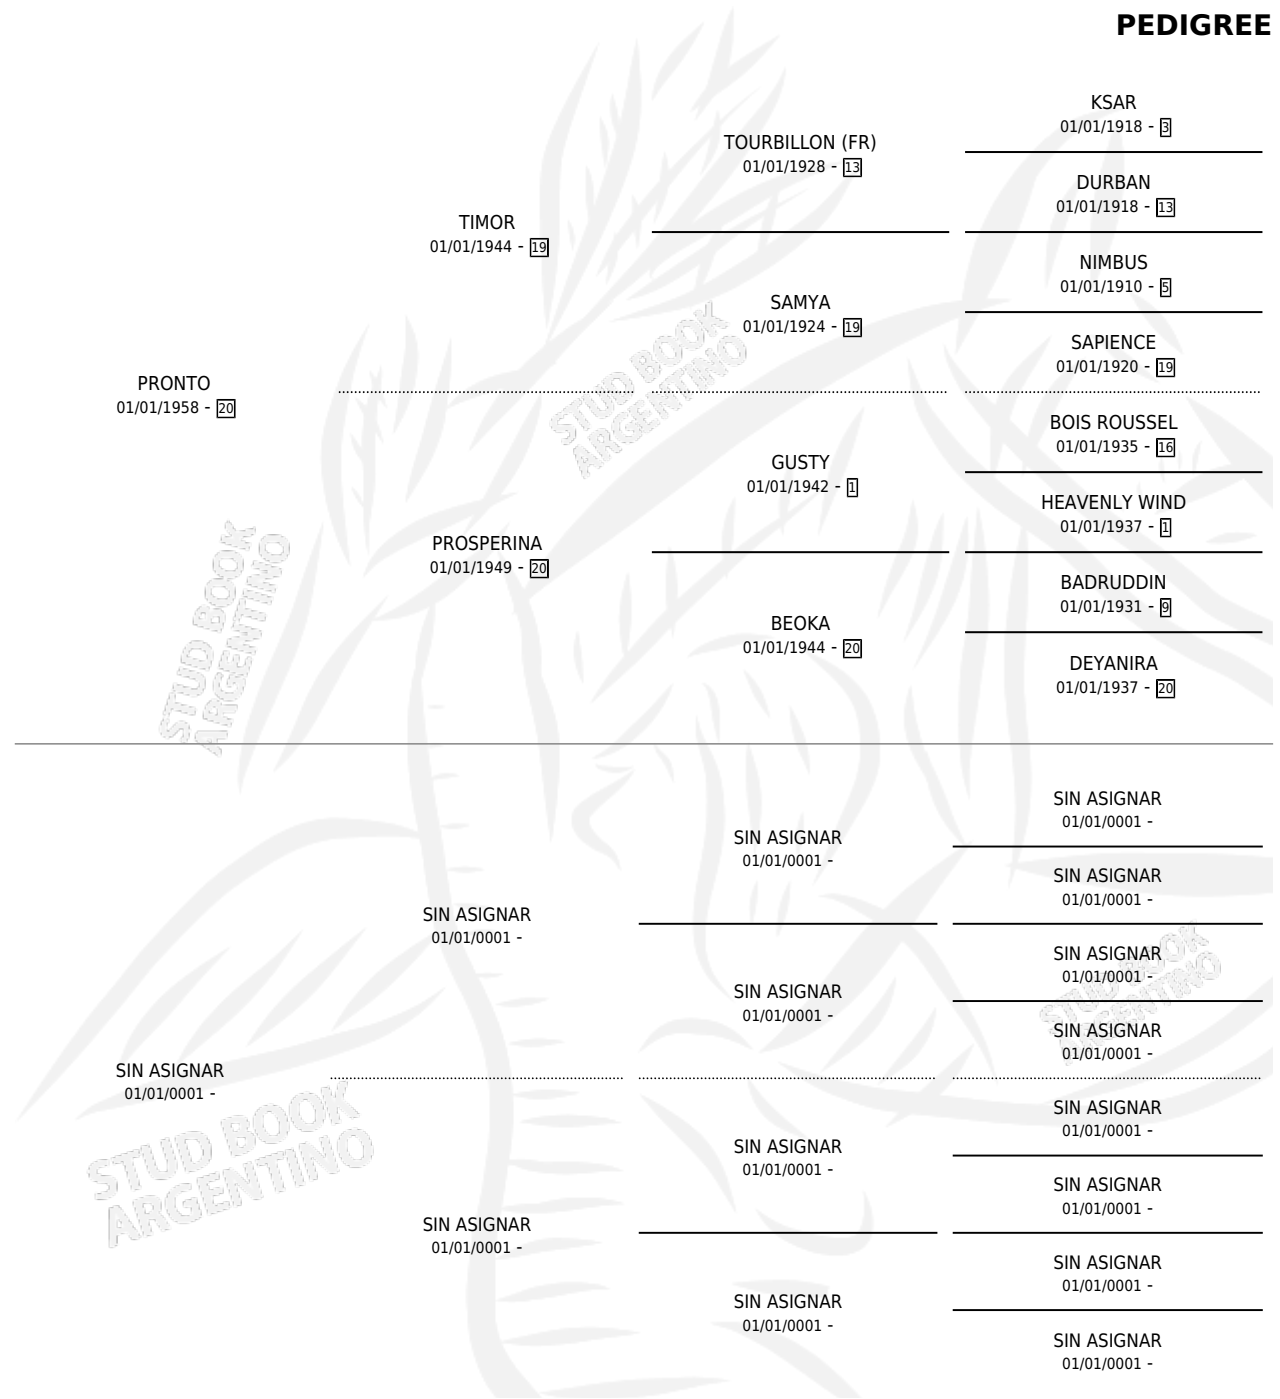 PEDIGREE
KSAR
01/01/1918 - 3
TOURBILLON (FR)
01/01/1928 - 13
DURBAN
01/01/1918 - 13
TIMOR
01/01/1944 - 19
NIMBUS
01/01/1910 - 5
SAMYA
01/01/1924 - 19
SAPIENCE
01/01/1920 - 19
PRONTO
01/01/1958 - 20
BOIS ROUSSEL
01/01/1935 - 16
GUSTY
01/01/1942 - 1
HEAVENLY WIND
01/01/1937 - 1
PROSPERINA
01/01/1949 - 20
BADRUDDIN
01/01/1931 - 9
BEOKA
01/01/1944 - 20
DEYANIRA
01/01/1937 - 20
SIN ASIGNAR
01/01/0001 -
SIN ASIGNAR
01/01/0001 -
SIN ASIGNAR
01/01/0001 -
SIN ASIGNAR
01/01/0001 -
SIN ASIGNAR
01/01/0001 -
SIN ASIGNAR
01/01/0001 -
SIN ASIGNAR
01/01/0001 -
SIN ASIGNAR
01/01/0001 -
SIN ASIGNAR
01/01/0001 -
SIN ASIGNAR
01/01/0001 -
SIN ASIGNAR
01/01/0001 -
SIN ASIGNAR
01/01/0001 -
SIN ASIGNAR
01/01/0001 -
SIN ASIGNAR
01/01/0001 -
SIN ASIGNAR
01/01/0001 -
STUD BOOK
ARGENTINO
STUD BOOK
ARGENTINO
STUD BOOK
ARGENTINO
STUD BOOK
ARGENTINO